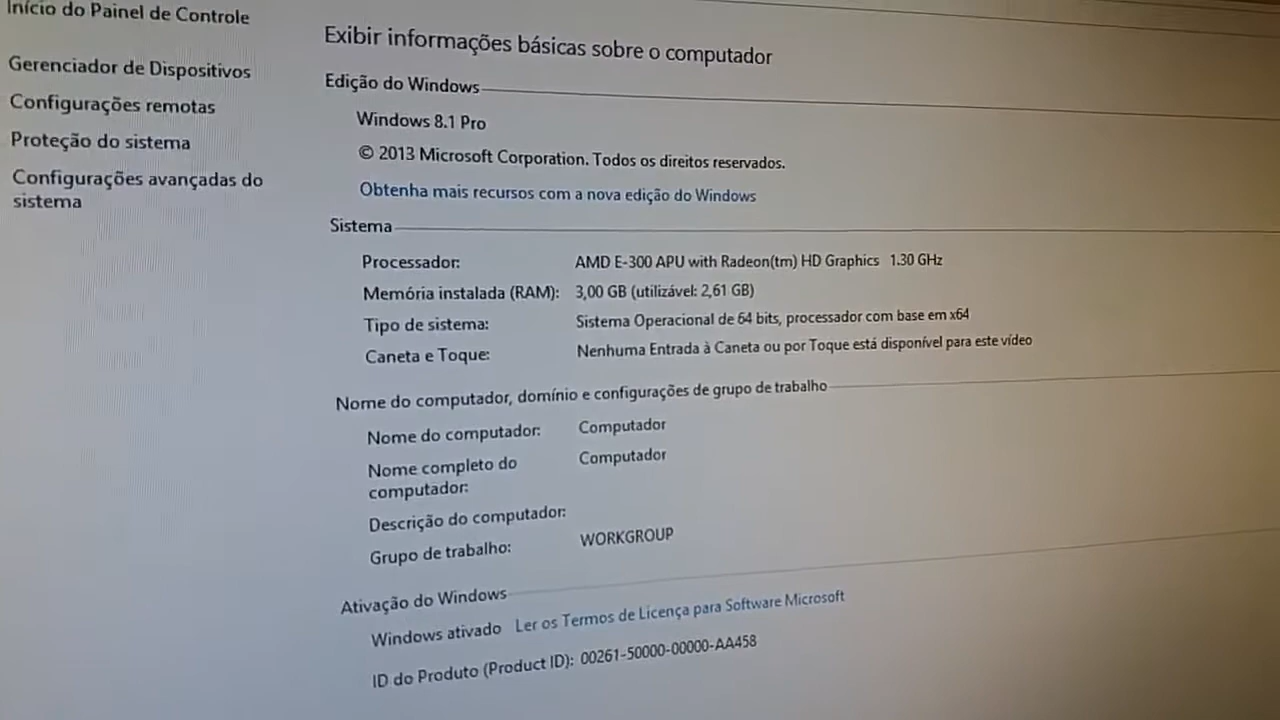 Início do Painel de Controle
Gerenciador de Dispositivos
Configurações remotas
Proteção do sistema
Configurações avançadas do
sistema
Exibir informações básicas sobre o computador
Edição do Windows
Windows 8.1 Pro
© 2013 Microsoft Corporation. Todos os direitos reservados.
Obtenha mais recursos com a nova edição do Windows
Sistema
Processador: AMD E-300 APU with Radeon(tm) HD Graphics 1.30 GHz
Memória instalada (RAM): 3,00 GB (utilizável: 2,61 GB)
Tipo de sistema: Sistema Operacional de 64 bits, processador com base em x64
Caneta e Toque: Nenhuma Entrada à Caneta ou por Toque está disponível para este vídeo
Nome do computador, domínio e configurações de grupo de trabalho
Nome do computador: Computador
Nome completo do Computador
computador:
Descrição do computador:
Grupo de trabalho: WORKGROUP
Ativação do Windows
Windows ativado Ler os Termos de Licença para Software Microsoft
ID do Produto (Product ID): 00261-50000-00000-AA458